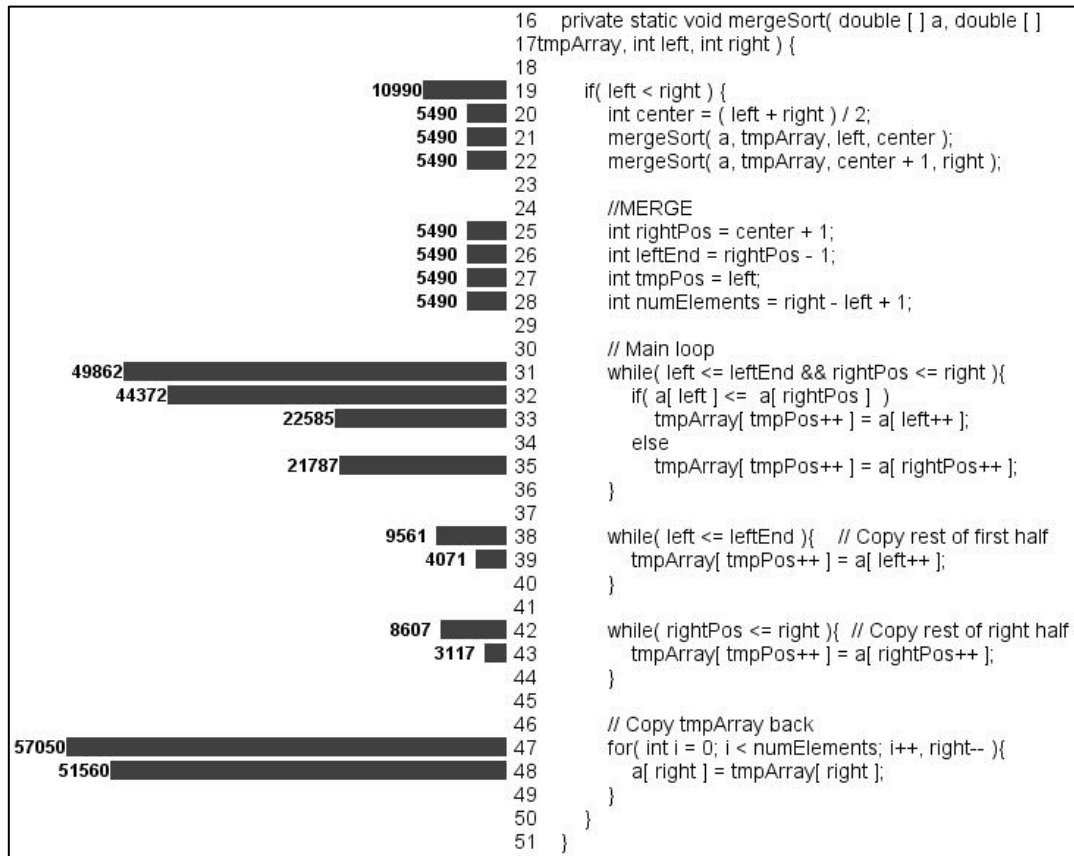 16 private static void mergeSort( double [ ] a, double [ ]
17tmpArray, int left, int right ) {
18
10990 19 if( left < right ) {
5490 20 int center = ( left + right ) / 2;
5490 21 mergeSort( a, tmpArray, left, center );
5490 22 mergeSort( a, tmpArray, center + 1, right );
23
24 //MERGE
5490 25 int rightPos = center + 1;
5490 26 int leftEnd = rightPos - 1;
5490 27 int tmpPos = left;
5490 28 int numElements = right - left + 1;
29
30 // Main loop
49862 31 while( left <= leftEnd && rightPos <= right ){
44372 32 if( a[ left ] <= a[ rightPos ] )
22585 33 tmpArray[ tmpPos++ ] = a[ left++ ];
34 else
21787 35 tmpArray[ tmpPos++ ] = a[ rightPos++ ];
36 }
37
9561 38 while( left <= leftEnd ){ // Copy rest of first half
4071 39 tmpArray[ tmpPos++ ] = a[ left++ ];
40 }
41
8607 42 while( rightPos <= right ){ // Copy rest of right half
3117 43 tmpArray[ tmpPos++ ] = a[ rightPos++ ];
44 }
45
46 // Copy tmpArray back
57050 47 for( int i = 0; i < numElements; i++, right-- ){
51560 48 a[ right ] = tmpArray[ right ];
49 }
50 }
51 }